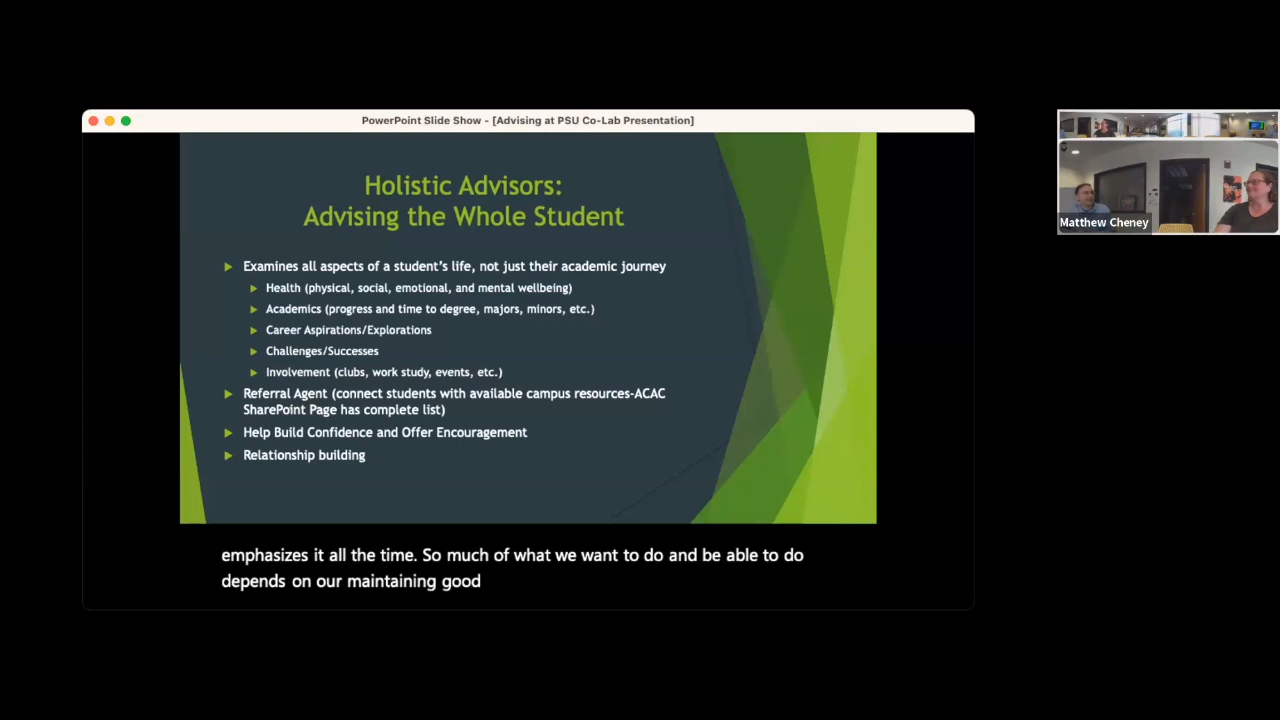 PowerPoint Slide Show - [Advising at PSU Co-Lab Presentation]
Holistic Advisors:
Advising the Whole Student
Examines all aspects of a student's life, not just their academic journey
Health (physical, social, emotional, and mental wellbeing)
Academics (progress and time to degree, majors, minors, etc.)
Career Aspirations/Explorations
Challenges/Successes
Involvement (clubs, work study, events, etc.)
Referral Agent (connect students with available campus resources-ACAC
SharePoint Page has complete list)
Help Build Confidence and Offer Encouragement
Relationship building
emphasizes it all the time. So much of what we want to do and be able to do
depends on our maintaining good
Matthew Cheney